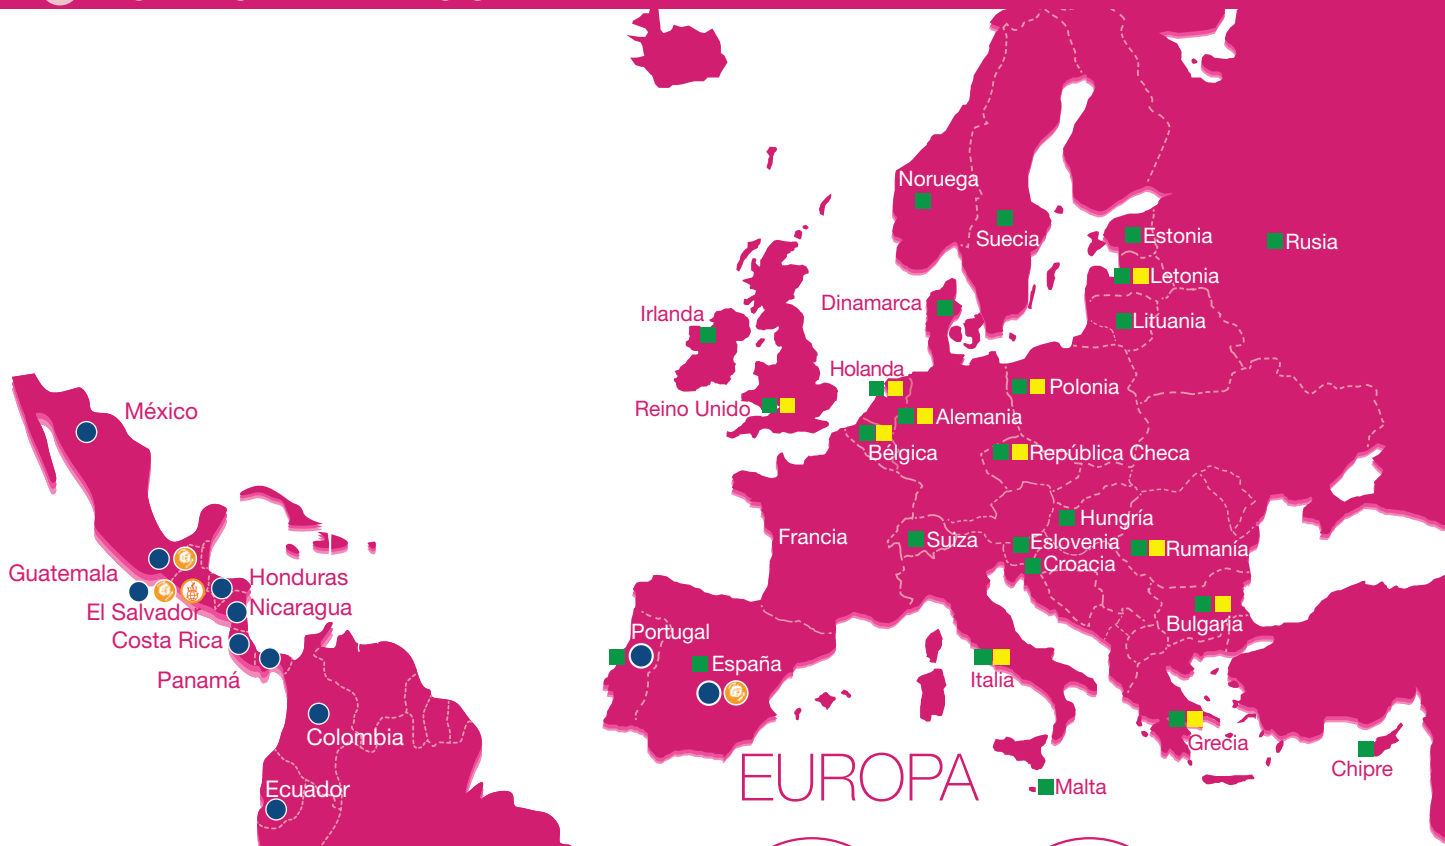 Noruega
Suecia
Estonia
Rusia
Letonia
Dinamarca
Irlanda
Lituania
Holanda
Polonia
Reino Unido
México
Alemania
Bélgica
República Checa
Hungría
Francia
Suiza
Eslovenia
Rumanía
Croacia
Guatemala
Honduras
El Salvador
Nicaragua
Bulgaria
Costa Rica
Portugal
España
Panamá
Italia
Colombia
Grecia
Chipre
EUROPA
Ecuador
Malta